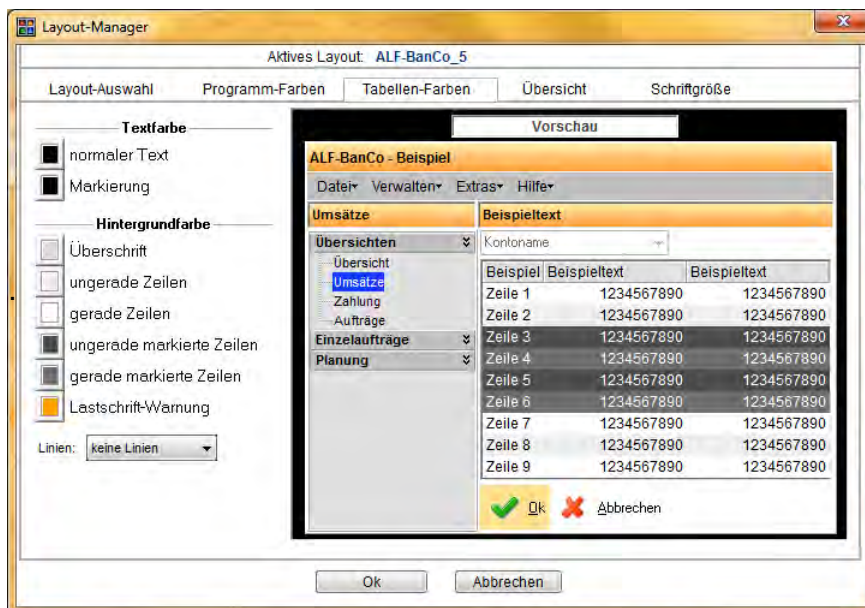 Layout-Manager
Aktives Layout: ALF-BanCo_5
Layout-Auswahl Programm-Farben Tabellen-Farben Übersicht Schriftgröße
Textfarbe
normaler Text
Markierung
Hintergrundfarbe
Überschrift
ungerade Zeilen
gerade Zeilen
ungerade markierte Zeilen
gerade markierte Zeilen
Lastschrift-Warnung
Linien: keine Linien
Vorschau
ALF-BanCo - Beispiel
Datei Verwalten Extras Hilfe
Umsätze
Übersichten
Übersicht
Umsätze
Zahlung
Aufträge
Einzelaufträge
Planung
Beispieltext
Kontoname
Beispiel Beispieltext Beispieltext
Zeile 1 1234567890 1234567890
Zeile 2 1234567890 1234567890
Zeile 3 1234567890 1234567890
Zeile 4 1234567890 1234567890
Zeile 5 1234567890 1234567890
Zeile 6 1234567890 1234567890
Zeile 7 1234567890 1234567890
Zeile 8 1234567890 1234567890
Zeile 9 1234567890 1234567890
Ok Abbrechen
Ok Abbrechen